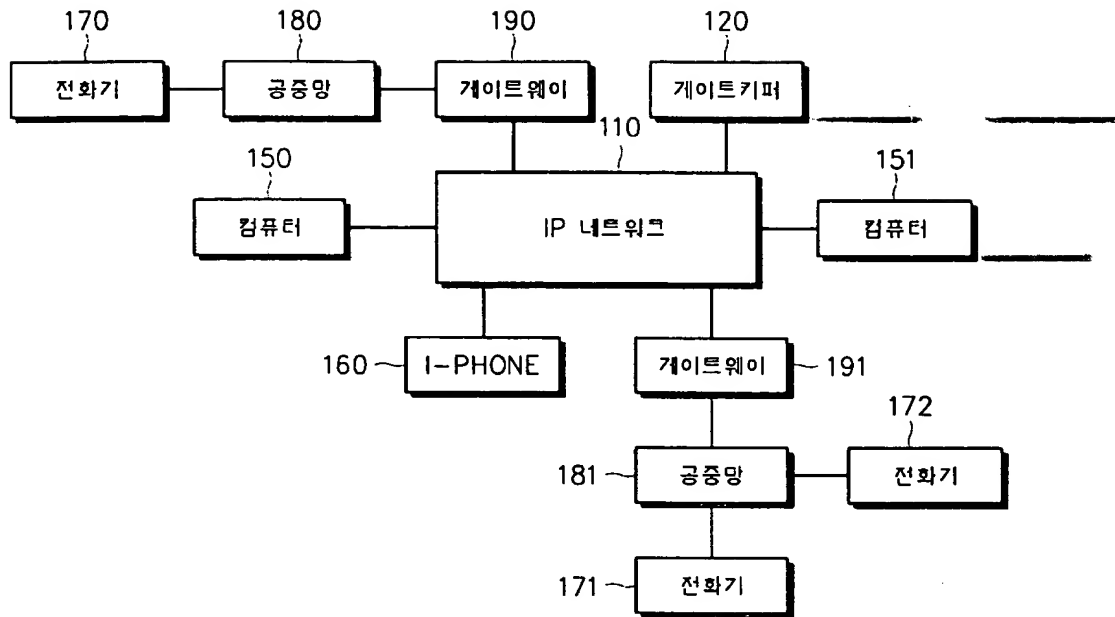 170
180
190
120
전화기
공중망
게이트웨이
게이트키퍼
110
150
151
컴퓨터
IP 네트워크
컴퓨터
160
I-PHONE
게이트웨이
191
172
181
공중망
전화기
171
전화기